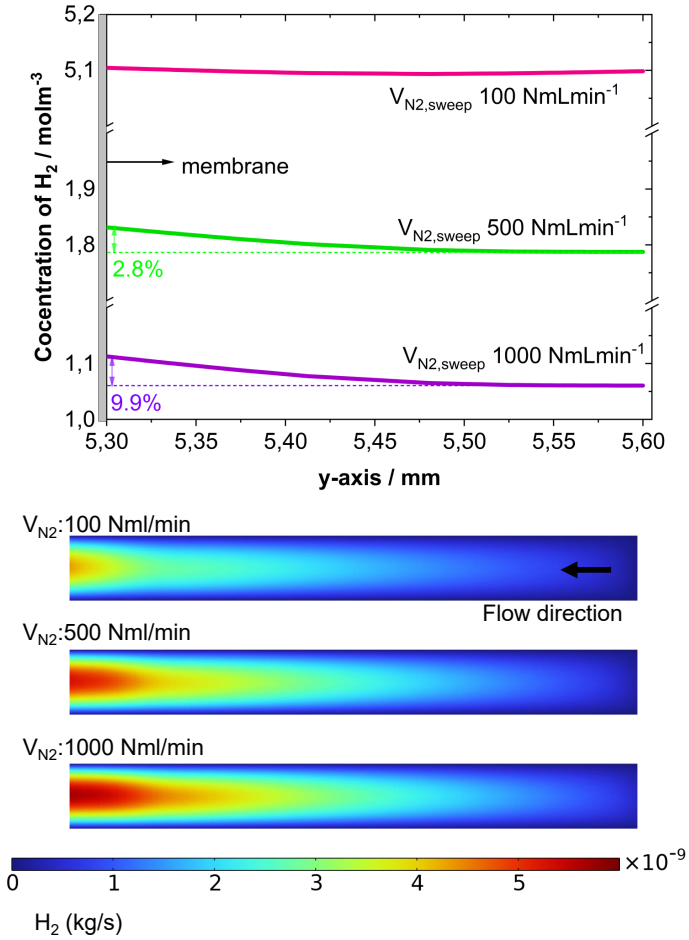 5,2
5,1
V_N2,sweep 100 NmLmin⁻¹
Cocentration of H₂ / molm⁻³
membrane
1,9
V_N2,sweep 500 NmLmin⁻¹
1,8
2.8%
V_N2,sweep 1000 NmLmin⁻¹
1,1
9.9%
1,0
5,30 5,35 5,40 5,45 5,50 5,55 5,60
y-axis / mm
V_N2:100 Nml/min
Flow direction
V_N2:500 Nml/min
V_N2:1000 Nml/min
×10⁻⁹
0 1 2 3 4 5
H₂ (kg/s)